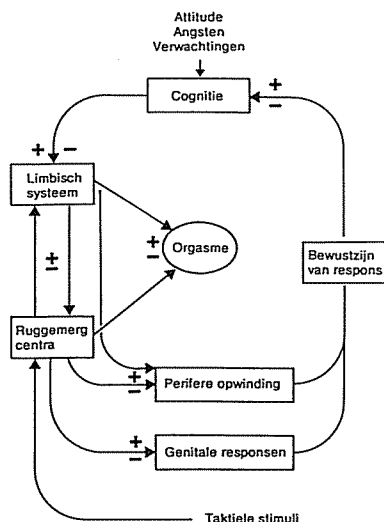 Attitude
Angsten
Verwachtingen
Cognitie
+
−
+ −
Limbisch
systeem
+
−
Orgasme
+
−
Bewustzijn
van respons
Ruggemerg
centra
+
−
Perifere opwinding
+
−
Genitale responsen
Taktiele stimuli